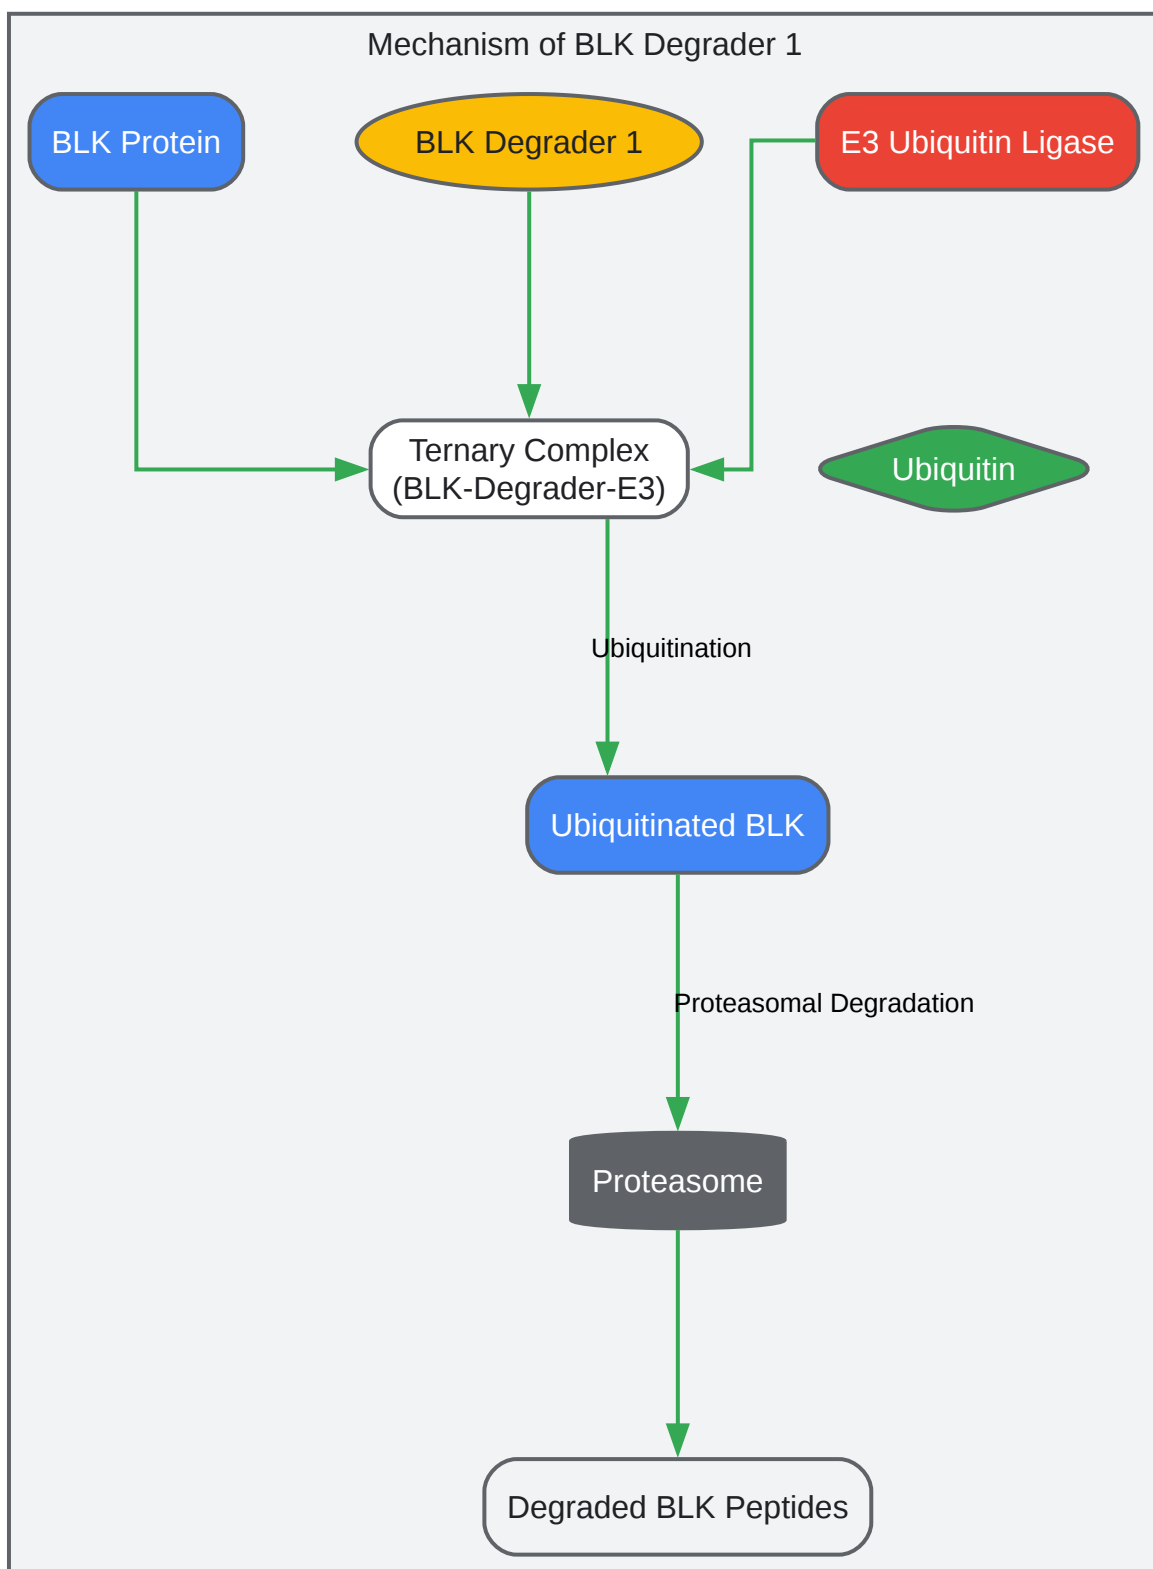 Mechanism of BLK Degrader 1
BLK Protein
BLK Degrader 1
E3 Ubiquitin Ligase
Ternary Complex
(BLK-Degrader-E3)
Ubiquitin
Ubiquitination
Ubiquitinated BLK
Proteasomal Degradation
Proteasome
Degraded BLK Peptides